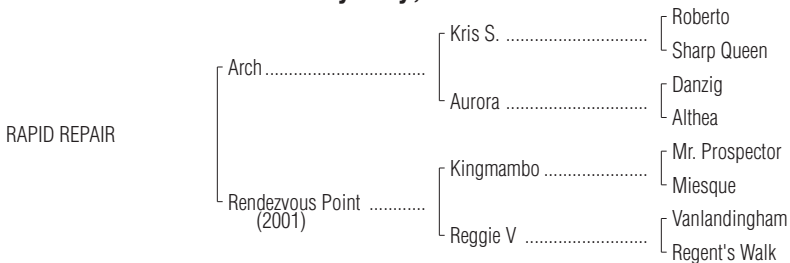 Roberto
Kris S. ................................
Sharp Queen
Arch ................................
Danzig
Aurora ................................
Althea
RAPID REPAIR
Mr. Prospector
Kingmambo .......................
Miesque
Rendezvous Point ............
(2001)
Vanlandingham
Reggie V ...........................
Regent's Walk